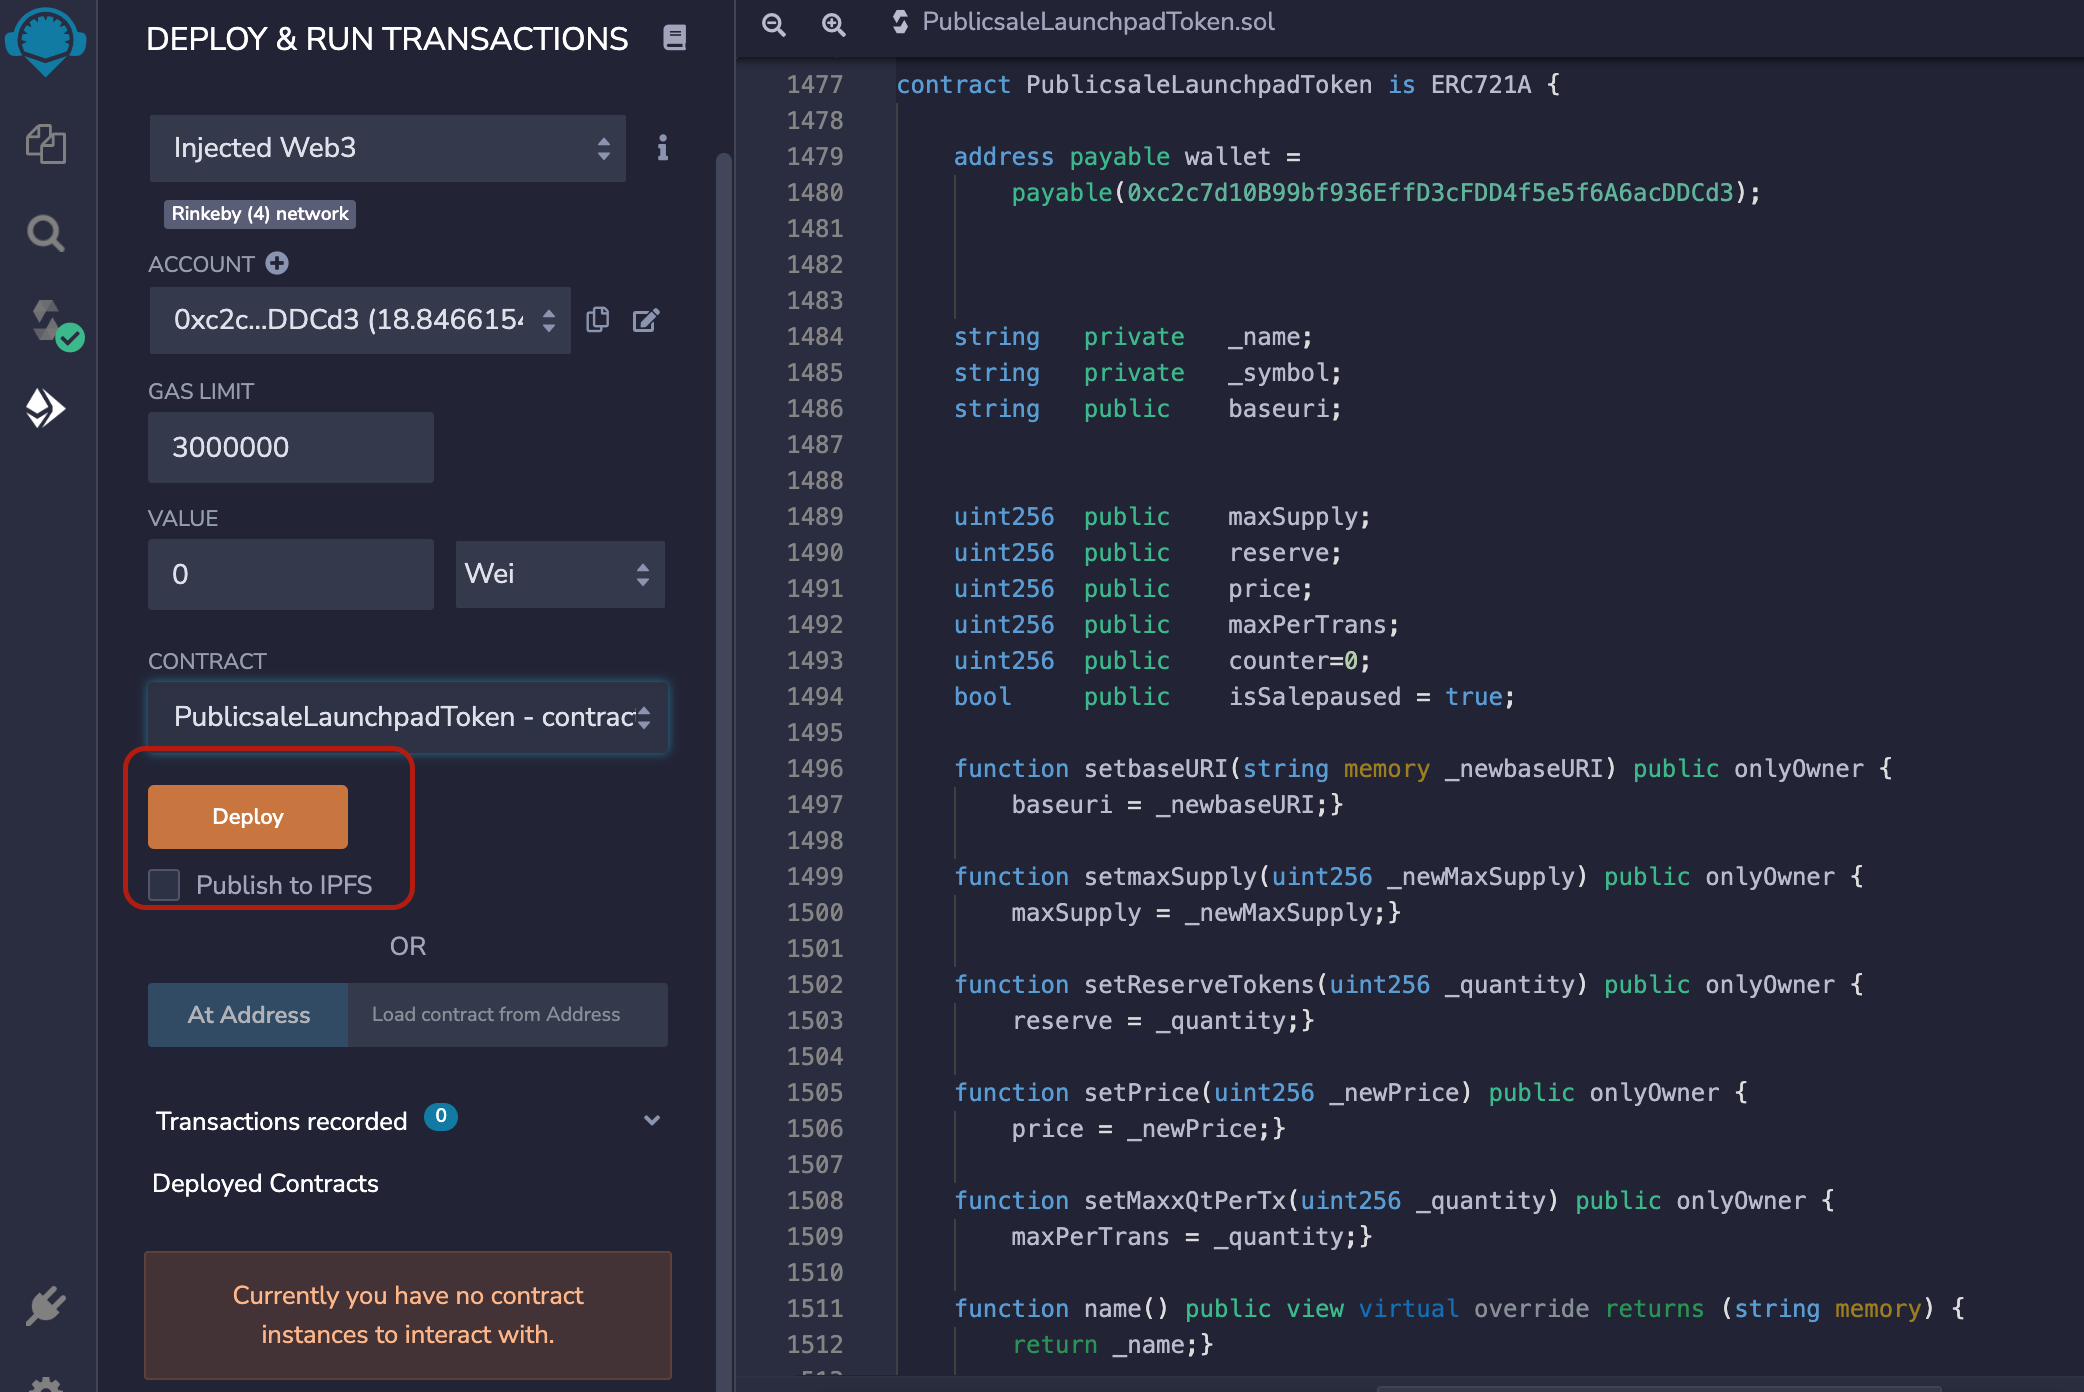 DEPLOY & RUN TRANSACTIONS
Injected Web3
Rinkeby (4) network
ACCOUNT
0xc2c...DDCd3 (18.8466154
GAS LIMIT
3000000
VALUE
0
Wei
CONTRACT
PublicsaleLaunchpadToken - contract
Deploy
Publish to IPFS
OR
At Address
Load contract from Address
Transactions recorded 0
Deployed Contracts
Currently you have no contract
instances to interact with.
PublicsaleLaunchpadToken.sol
1477 contract PublicsaleLaunchpadToken is ERC721A {
1478
1479 address payable wallet =
1480 payable(0xc2c7d10B99bf936EffD3cFDD4f5e5f6A6acDDCd3);
1481
1482
1483
1484 string private _name;
1485 string private _symbol;
1486 string public baseuri;
1487
1488
1489 uint256 public maxSupply;
1490 uint256 public reserve;
1491 uint256 public price;
1492 uint256 public maxPerTrans;
1493 uint256 public counter=0;
1494 bool public isSalepaused = true;
1495
1496 function setbaseURI(string memory _newbaseURI) public onlyOwner {
1497 baseuri = _newbaseURI;}
1498
1499 function setmaxSupply(uint256 _newMaxSupply) public onlyOwner {
1500 maxSupply = _newMaxSupply;}
1501
1502 function setReserveTokens(uint256 _quantity) public onlyOwner {
1503 reserve = _quantity;}
1504
1505 function setPrice(uint256 _newPrice) public onlyOwner {
1506 price = _newPrice;}
1507
1508 function setMaxxQtPerTx(uint256 _quantity) public onlyOwner {
1509 maxPerTrans = _quantity;}
1510
1511 function name() public view virtual override returns (string memory) {
1512 return _name;}